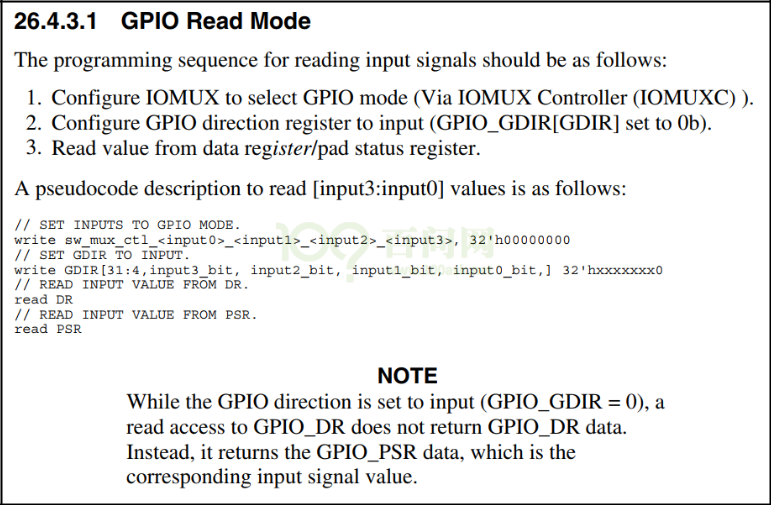 26.4.3.1 GPIO Read Mode
The programming sequence for reading input signals should be as follows:
1. Configure IOMUX to select GPIO mode (Via IOMUX Controller (IOMUXC) ).
2. Configure GPIO direction register to input (GPIO_GDIR[GDIR] set to 0b).
3. Read value from data register/pad status register.
A pseudocode description to read [input3:input0] values is as follows:
// SET INPUTS TO GPIO MODE.
write sw_mux_ctl_<input0>_<input1>_<input2>_<input3>, 32'h00000000
// SET GDIR TO INPUT.
write GDIR[31:4,input3_bit, input2_bit, input1_bit, input0_bit,] 32'hxxxxxxx0
// READ INPUT VALUE FROM DR.
read DR
// READ INPUT VALUE FROM PSR.
read PSR
百问网
NOTE
While the GPIO direction is set to input (GPIO_GDIR = 0), a
read access to GPIO_DR does not return GPIO_DR data.
Instead, it returns the GPIO_PSR data, which is the
corresponding input signal value.